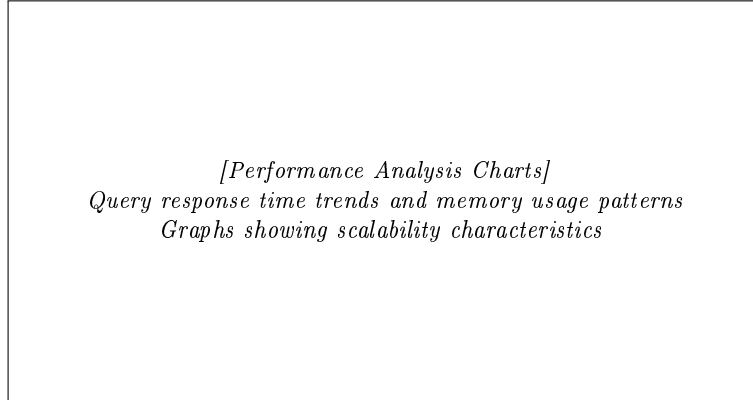 [Performance Analysis Charts]
Query response time trends and memory usage patterns
Graphs showing scalability characteristics